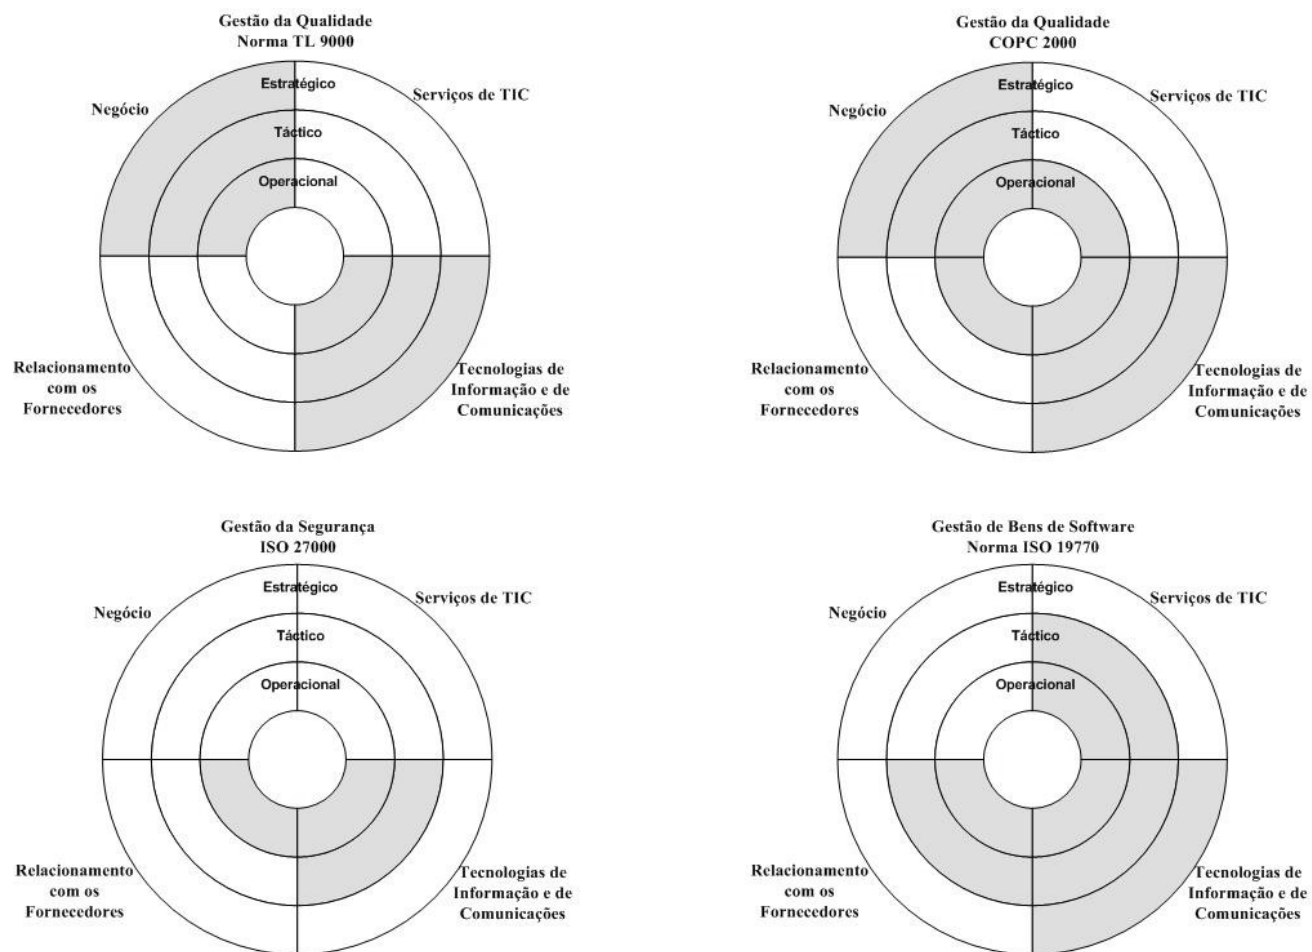 Gestão da Qualidade
Norma TL 9000
Estratégico
Negócio
Serviços de TIC
Táctico
Operacional
Relacionamento
com os
Fornecedores
Tecnologias de
Informação e de
Comunicações
Gestão da Qualidade
COPC 2000
Estratégico
Negócio
Serviços de TIC
Táctico
Operacional
Relacionamento
com os
Fornecedores
Tecnologias de
Informação e de
Comunicações
Gestão da Segurança
ISO 27000
Estratégico
Negócio
Serviços de TIC
Táctico
Operacional
Relacionamento
com os
Fornecedores
Tecnologias de
Informação e de
Comunicações
Gestão de Bens de Software
Norma ISO 19770
Estratégico
Negócio
Serviços de TIC
Táctico
Operacional
Relacionamento
com os
Fornecedores
Tecnologias de
Informação e de
Comunicações